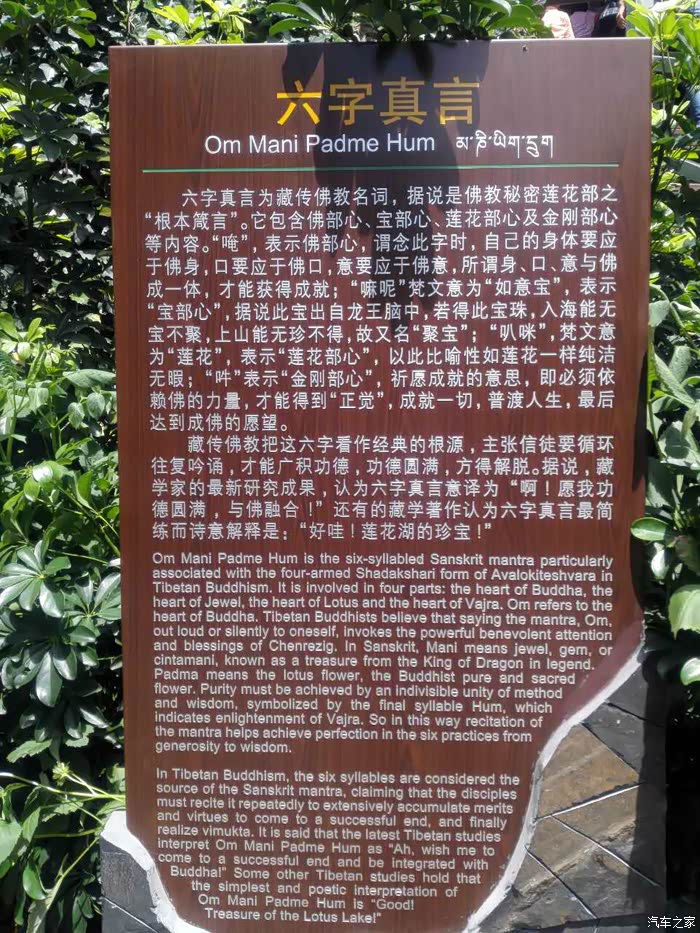 六字真言
Om Mani Padme Hum མ་ཎི་ཡིག་དྲུག
六字真言为藏传佛教名词，据说是佛教秘密莲花部之
“根本箴言”。它包含佛部心、宝部心、莲花部心及金刚部心
等内容。“唵”，表示佛部心，谓念此字时，自己的身体要应
于佛身，口要应于佛口，意要应于佛意，所谓身、口、意与佛
成一体，才能获得成就；“嘛呢”梵文意为“如意宝”，表示
“宝部心”，据说此宝出自龙王脑中，若得此宝珠，入海能无
宝不聚，上山能无珍不得，故又名“聚宝”；“叭咪”，梵文意
为“莲花”，表示“莲花部心”，以此比喻性如莲花一样纯洁
无暇；“吽”表示“金刚部心”，祈愿成就的意思，即必须依
赖佛的力量，才能得到“正觉”，成就一切，普渡人生，最后
达到成佛的愿望。
藏传佛教把这六字看作经典的根源，主张信徒要循环
往复吟诵，才能广积功德，功德圆满，方得解脱。据说，藏
学家的最新研究成果，认为六字真言意译为“啊！愿我功
德圆满，与佛融合！”还有的藏学著作认为六字真言最简
练而诗意解释是：“好哇！莲花湖的珍宝！”
Om Mani Padme Hum is the six-syllabled Sanskrit mantra particularly
associated with the four-armed Shadakshari form of Avalokiteshvara in
Tibetan Buddhism. It is involved in four parts: the heart of Buddha, the
heart of Jewel, the heart of Lotus and the heart of Vajra. Om refers to the
heart of Buddha. Tibetan Buddhists believe that saying the mantra, Om,
out loud or silently to oneself, invokes the powerful benevolent attention
and blessings of Chenrezig. In Sanskrit, Mani means jewel, gem, or
cintamani, known as a treasure from the King of Dragon in legend.
Padma means the lotus flower, the Buddhist pure and sacred
flower. Purity must be achieved by an indivisible unity of method
and wisdom, symbolized by the final syllable Hum, which
indicates enlightenment of Vajra. So in this way recitation of
the mantra helps achieve perfection in the six practices from
generosity to wisdom.
In Tibetan Buddhism, the six syllables are considered the
source of the Sanskrit mantra, claiming that the disciples
must recite it repeatedly to extensively accumulate merits
and virtues to come to a successful end, and finally
realize vimukta. It is said that the latest Tibetan studies
interpret Om Mani Padme Hum as “Ah, wish me to
come to a successful end and be integrated with
Buddha!” Some other Tibetan studies hold that
the simplest and poetic interpretation of
Om Mani Padme Hum is “Good!
Treasure of the Lotus Lake!”
汽车之家